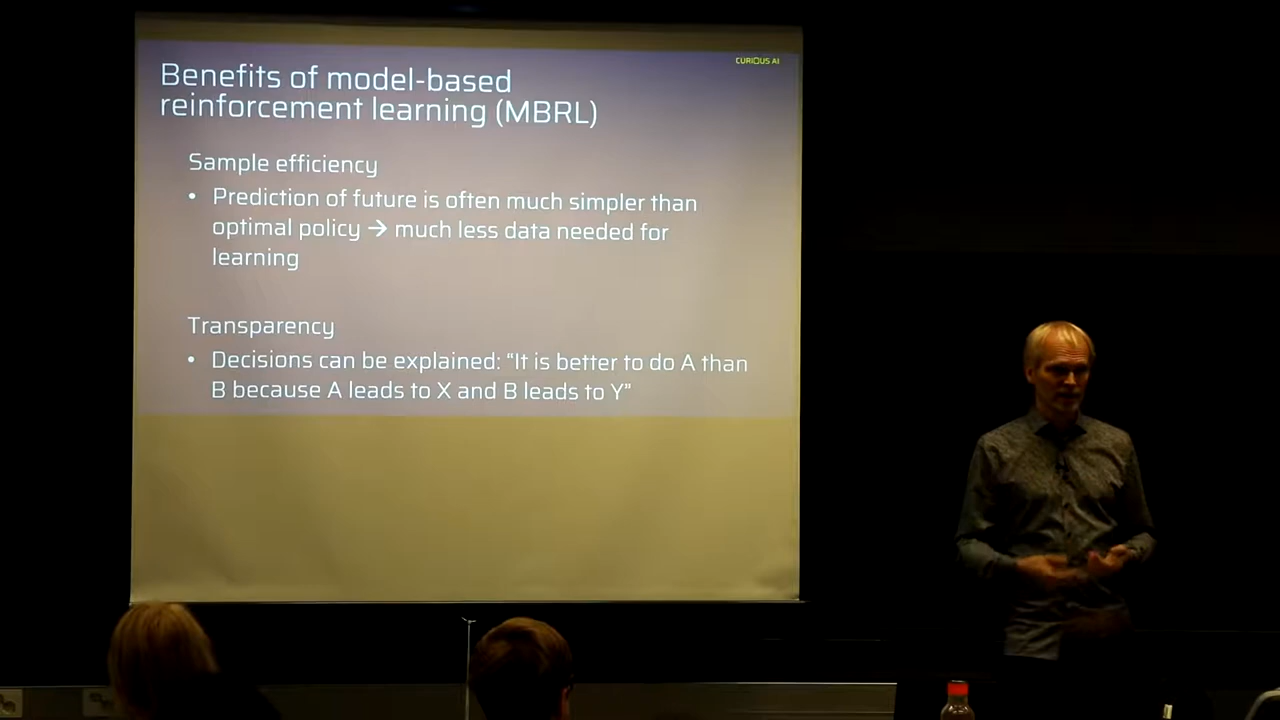 CURIOUS AI
Benefits of model-based
reinforcement learning (MBRL)
Sample efficiency
• Prediction of future is often much simpler than
optimal policy → much less data needed for
learning
Transparency
• Decisions can be explained: “It is better to do A than
B because A leads to X and B leads to Y”